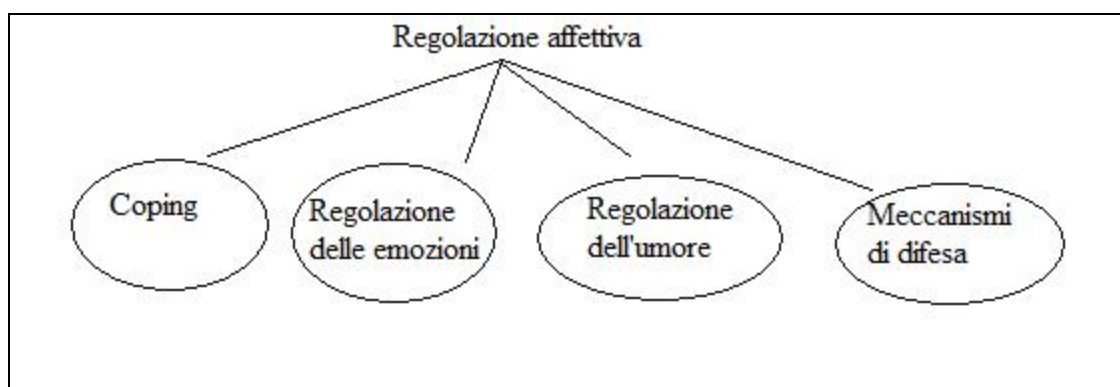 Regolazione affettiva
Coping
Regolazione
delle emozioni
Regolazione
dell'umore
Meccanismi
di difesa